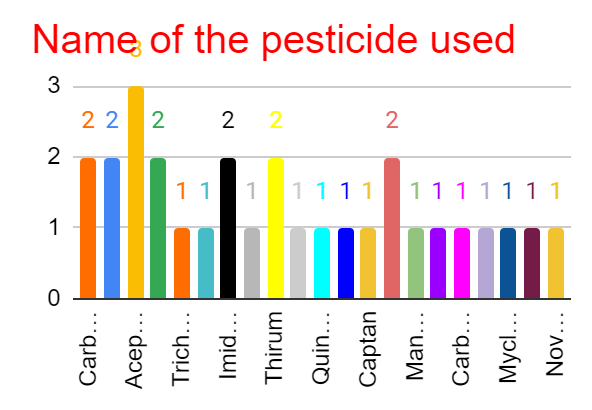 Name of the pesticide used
3
3
2 2 2 2 2 2
2
1 1 1 1 1 1 1 1 1 1 1 1 1
1
0
Carb...
Acep...
Trich...
Imid...
Thirum
Quin...
Captan
Man...
Carb...
Mycl...
Nov...